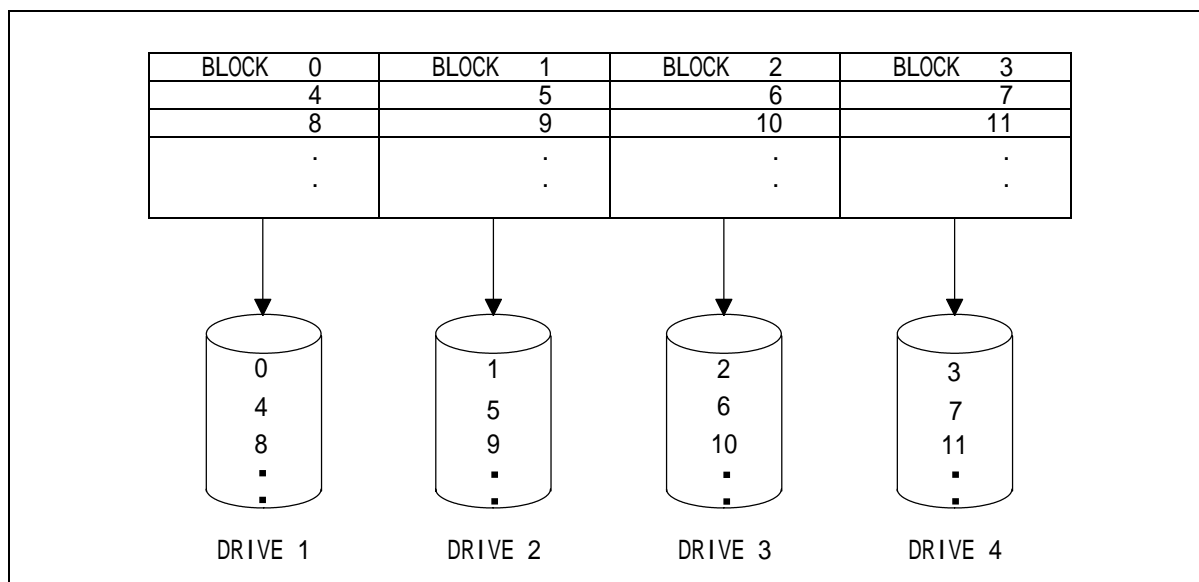 BLOCK 0 BLOCK 1 BLOCK 2 BLOCK 3
4 5 6 7
8 9 10 11
. . . .
. . . .
0 1 2 3
4 5 6 7
8 9 10 11
. . . .
. . . .
DRIVE 1 DRIVE 2 DRIVE 3 DRIVE 4